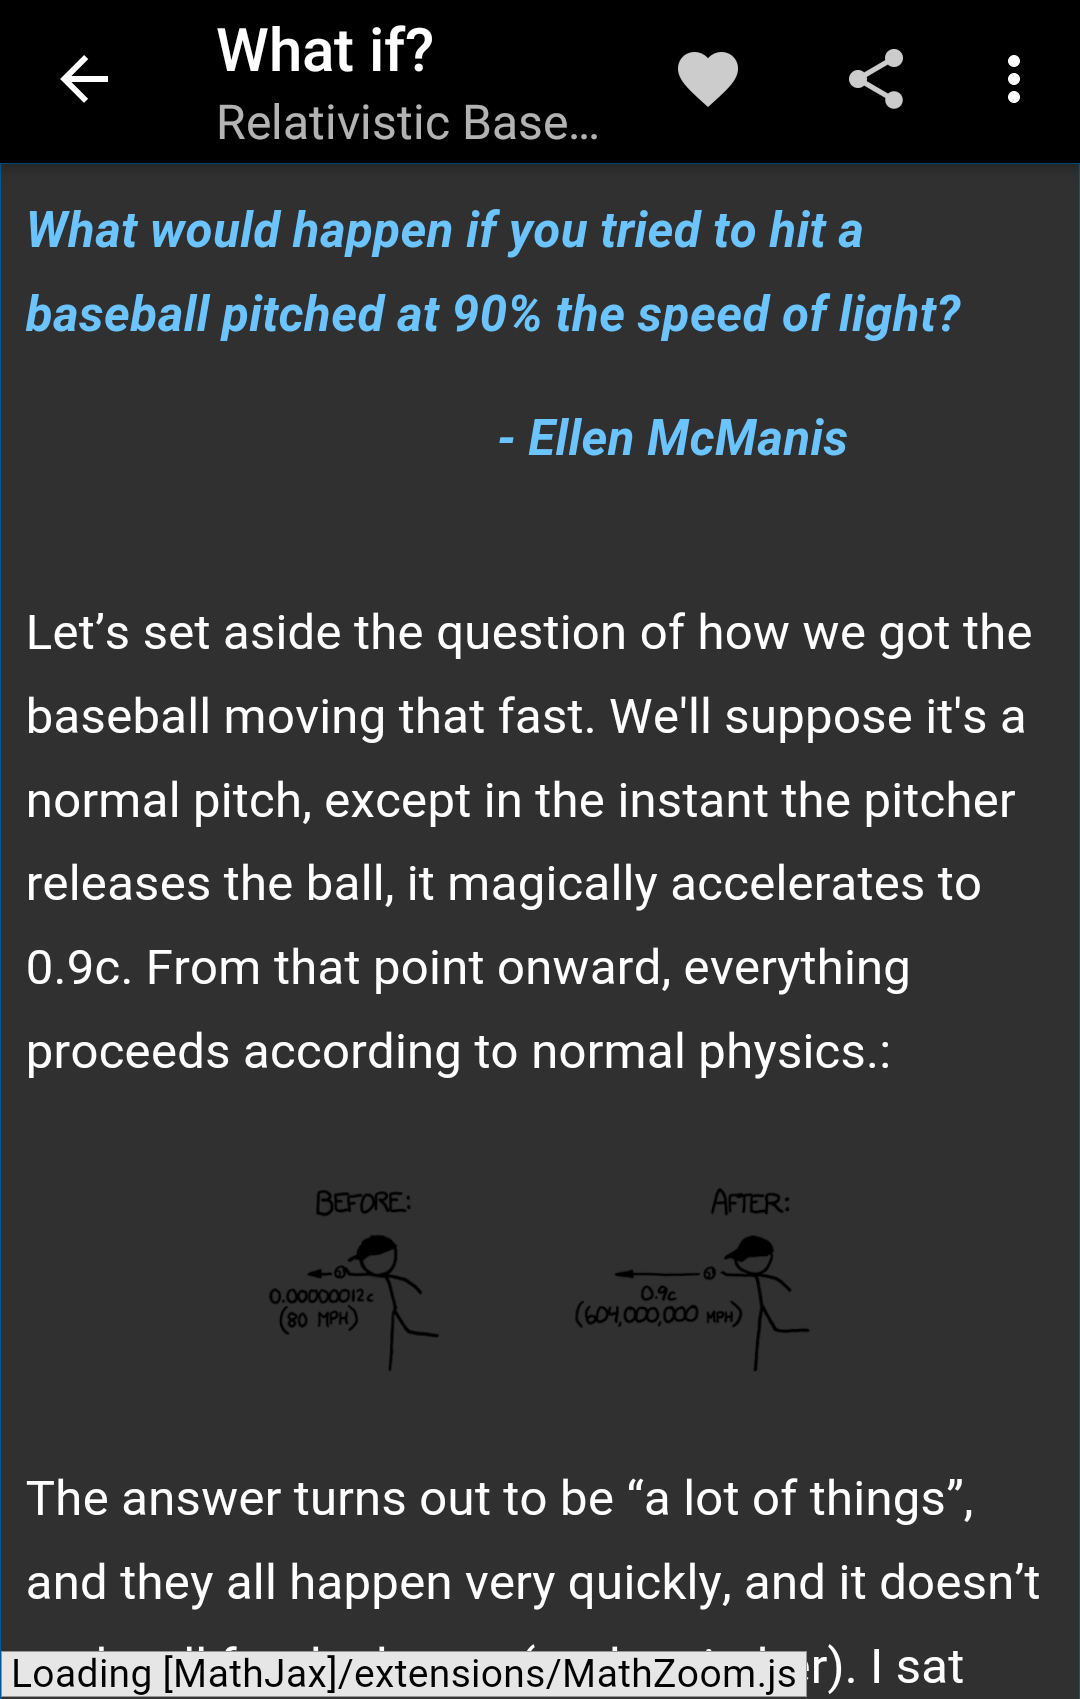 What if?
Relativistic Base...
What would happen if you tried to hit a
baseball pitched at 90% the speed of light?
- Ellen McManis
Let’s set aside the question of how we got the
baseball moving that fast. We'll suppose it's a
normal pitch, except in the instant the pitcher
releases the ball, it magically accelerates to
0.9c. From that point onward, everything
proceeds according to normal physics.:
BEFORE:
0.00000012c
(80 MPH)
AFTER:
0.9c
(604,000,000 MPH)
The answer turns out to be “a lot of things”,
and they all happen very quickly, and it doesn’t
I sat
Loading [MathJax]/extensions/MathZoom.js